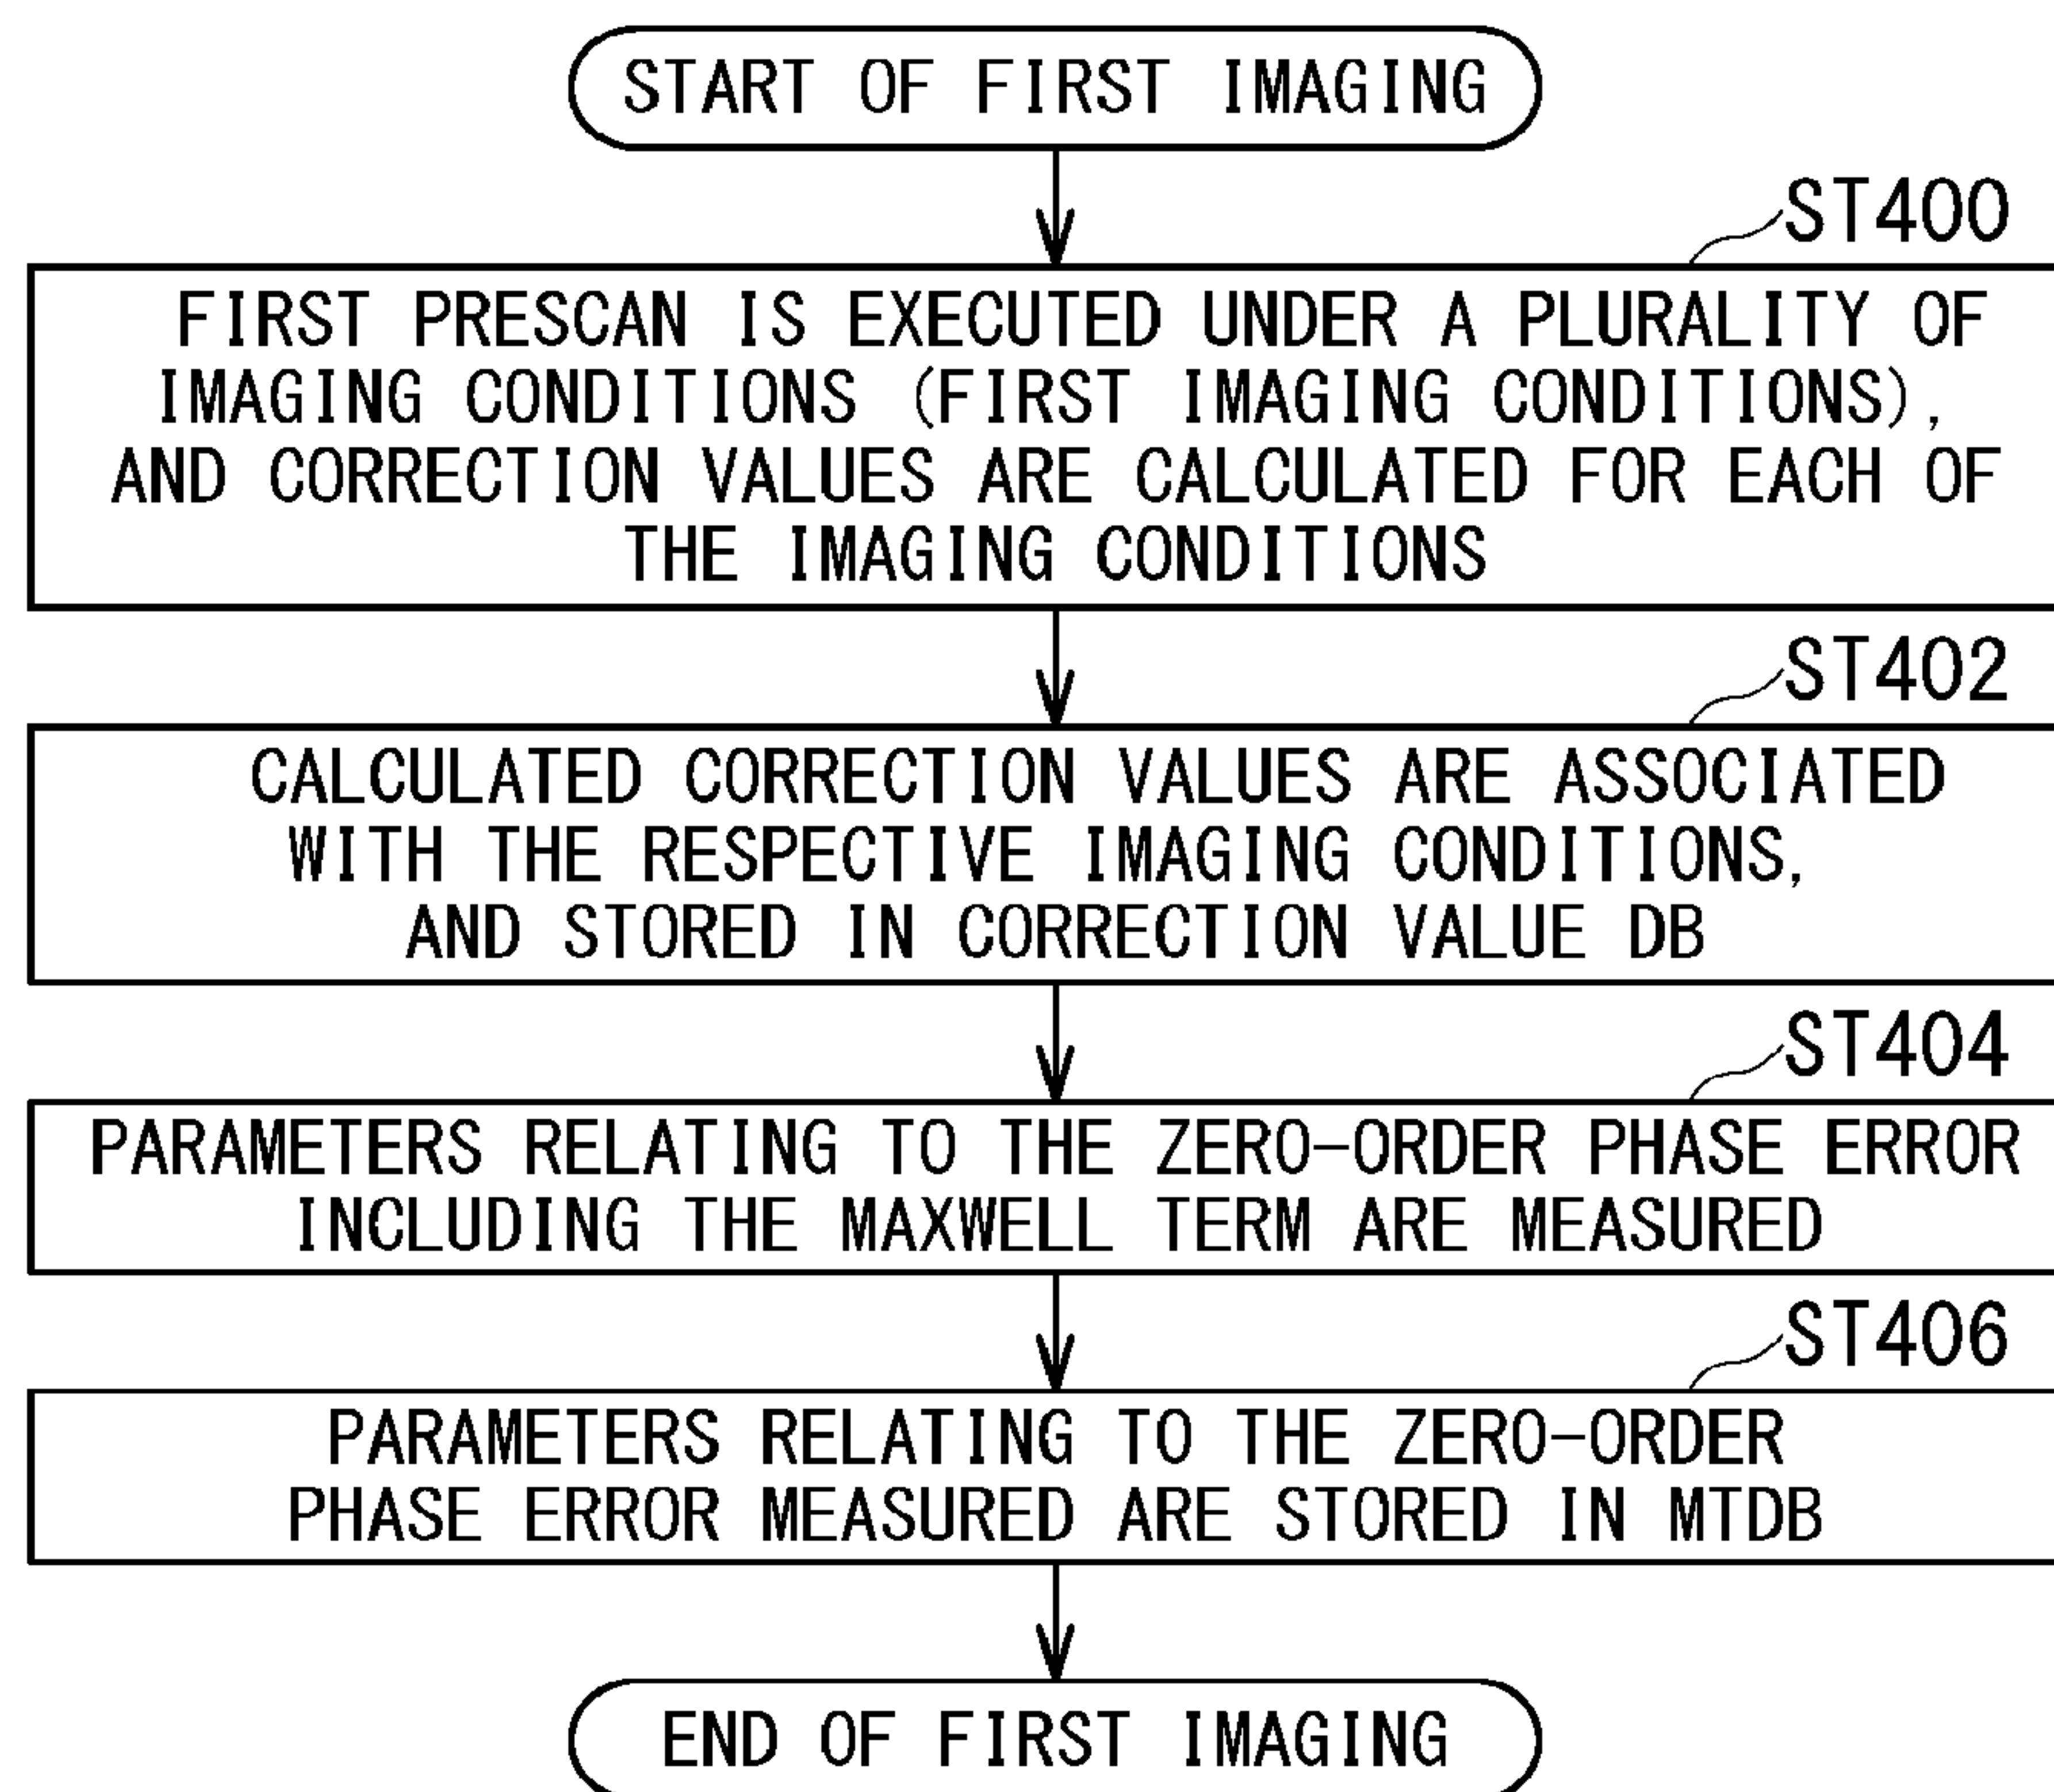 START OF FIRST IMAGING
ST400
FIRST PRESCAN IS EXECUTED UNDER A PLURALITY OF
IMAGING CONDITIONS (FIRST IMAGING CONDITIONS),
AND CORRECTION VALUES ARE CALCULATED FOR EACH OF
THE IMAGING CONDITIONS
ST402
CALCULATED CORRECTION VALUES ARE ASSOCIATED
WITH THE RESPECTIVE IMAGING CONDITIONS,
AND STORED IN CORRECTION VALUE DB
ST404
PARAMETERS RELATING TO THE ZERO-ORDER PHASE ERROR
INCLUDING THE MAXWELL TERM ARE MEASURED
ST406
PARAMETERS RELATING TO THE ZERO-ORDER
PHASE ERROR MEASURED ARE STORED IN MTDB
END OF FIRST IMAGING